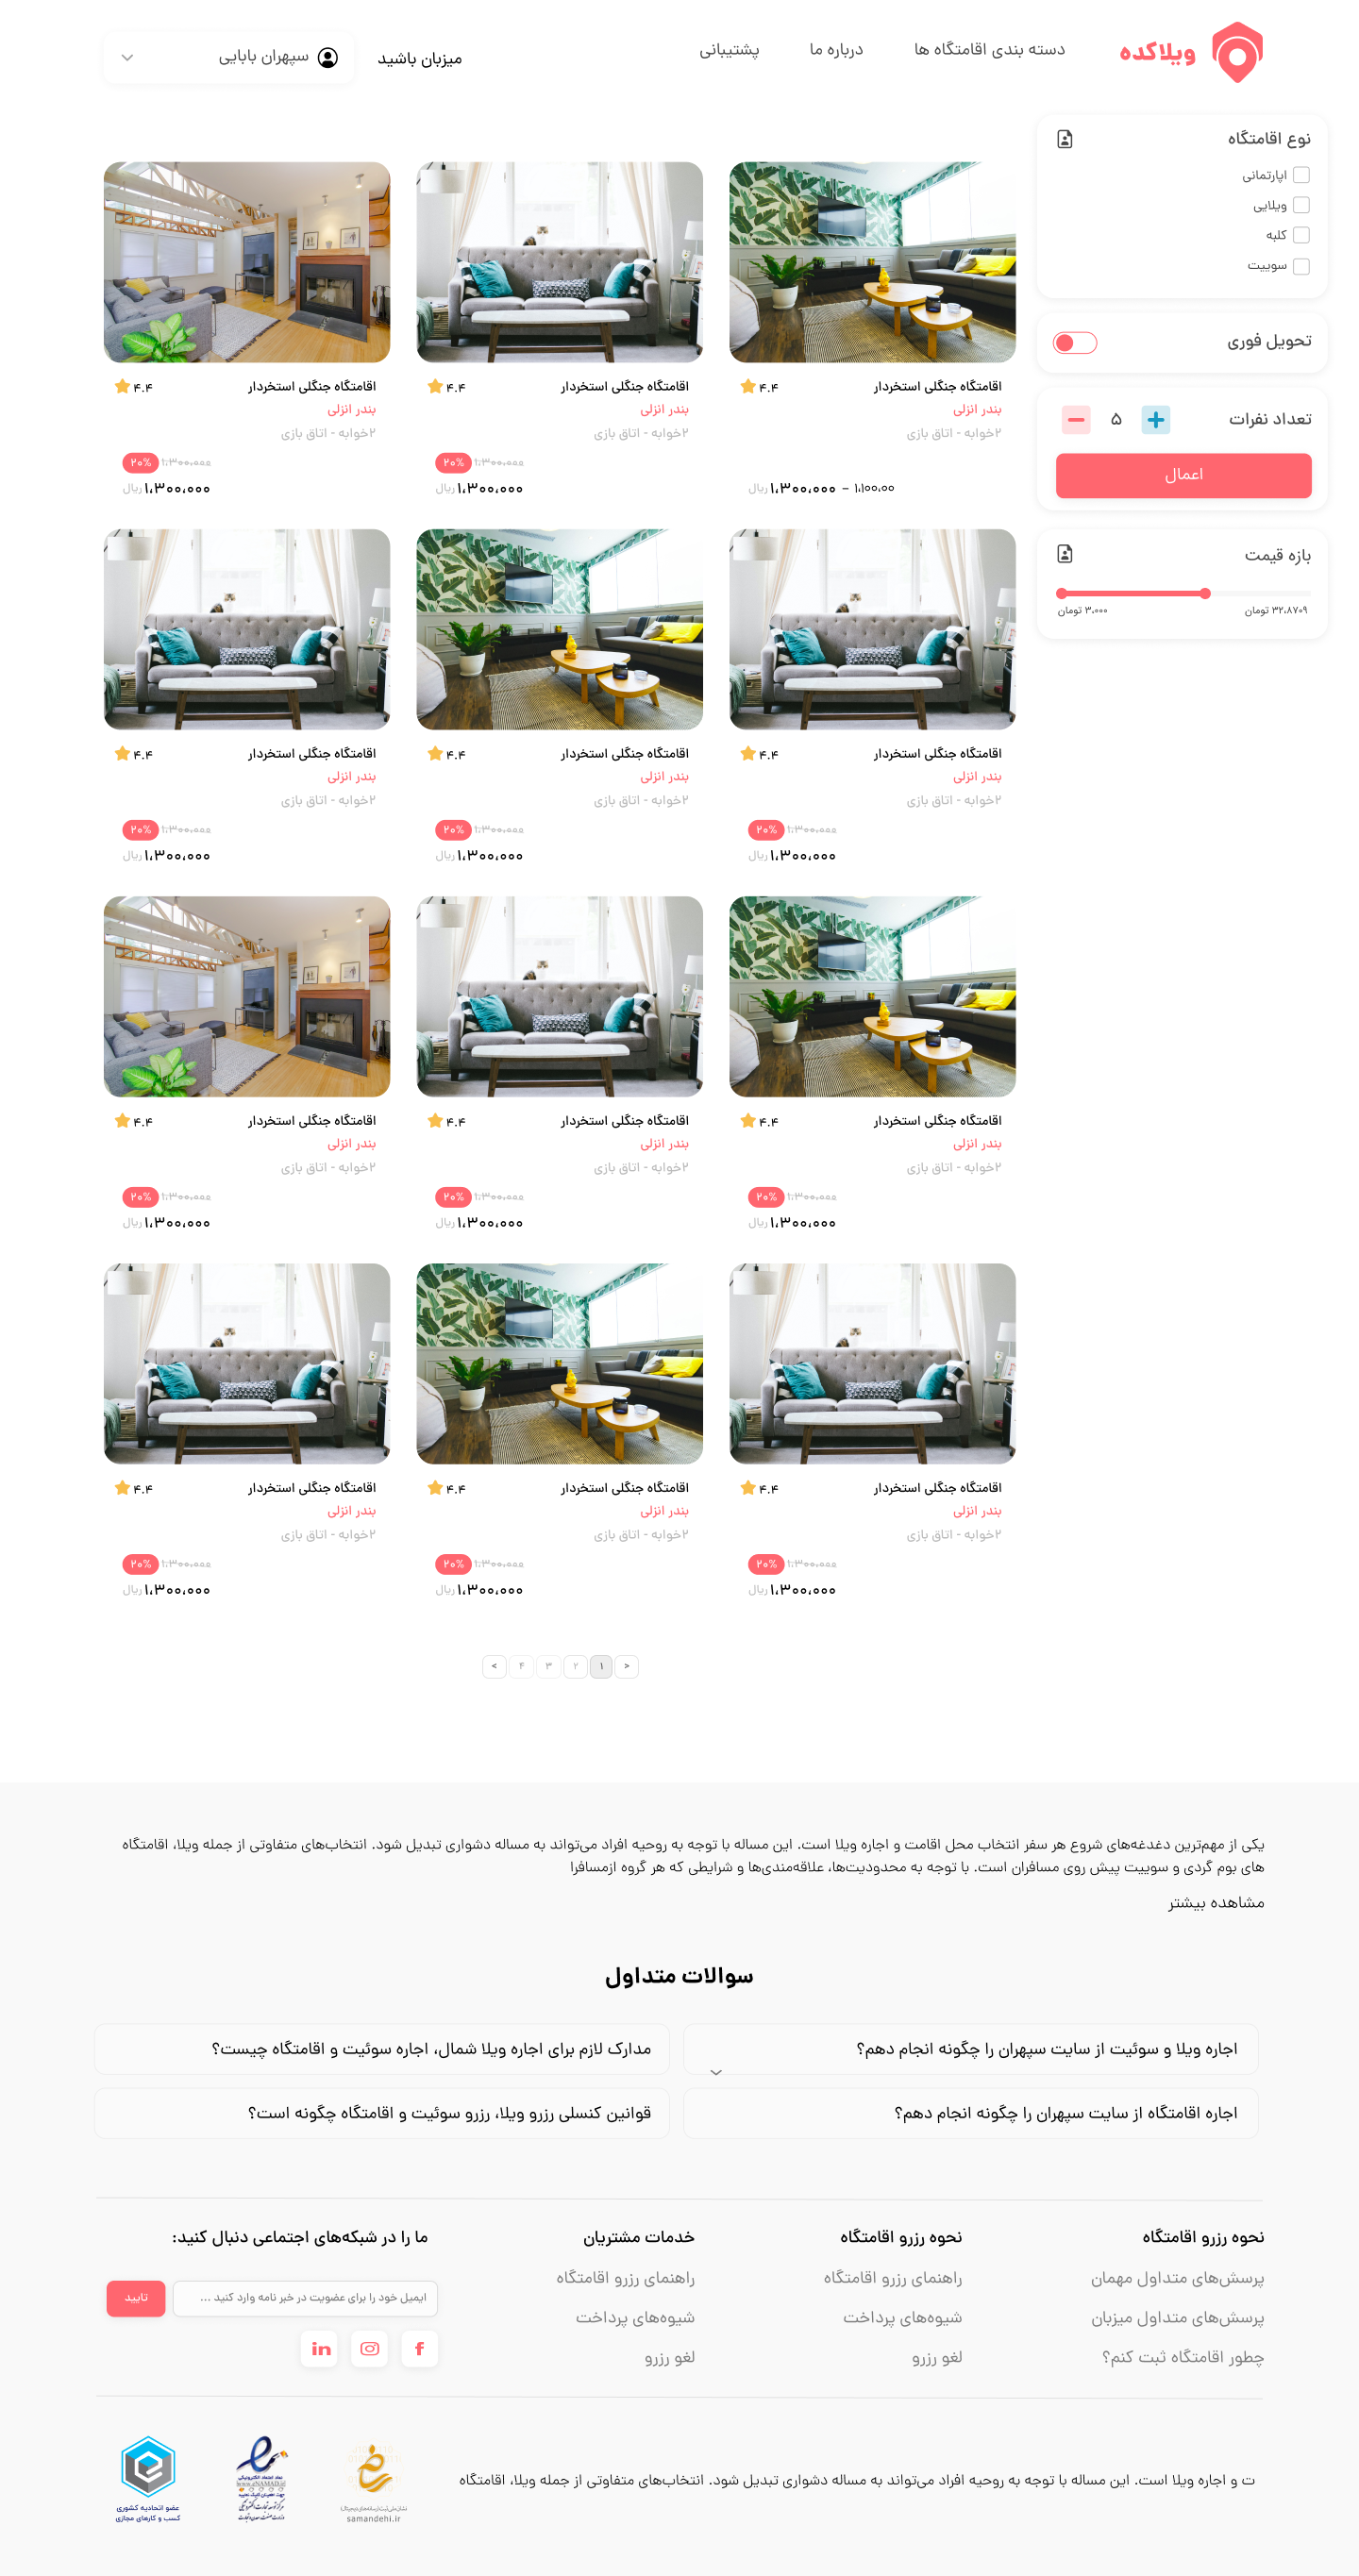 ویلاکده
دسته بندی اقامتگاه ها
درباره ما
پشتیبانی
میزبان باشید
سپهران بابایی
نوع اقامتگاه
اپارتمانی
ویلایی
کلبه
سوییت
تحویل فوری
تعداد نفرات
۵
اعمال
بازه قیمت
۳۲،۸۷۰۹ تومان
۳،۰۰۰ تومان
اقامتگاه جنگلی استخردار
۴.۴
بندر انزلی
۲خوابه - اتاق بازی
۱،۱۰۰،۰۰ – ۱،۳۰۰،۰۰۰ ریال
اقامتگاه جنگلی استخردار
۴.۴
بندر انزلی
۲خوابه - اتاق بازی
۱،۳۰۰،۰۰۰ ۲۰%
۱،۳۰۰،۰۰۰ ریال
اقامتگاه جنگلی استخردار
۴.۴
بندر انزلی
۲خوابه - اتاق بازی
۱،۳۰۰،۰۰۰ ۲۰%
۱،۳۰۰،۰۰۰ ریال
اقامتگاه جنگلی استخردار
۴.۴
بندر انزلی
۲خوابه - اتاق بازی
۱،۳۰۰،۰۰۰ ۲۰%
۱،۳۰۰،۰۰۰ ریال
اقامتگاه جنگلی استخردار
۴.۴
بندر انزلی
۲خوابه - اتاق بازی
۱،۳۰۰،۰۰۰ ۲۰%
۱،۳۰۰،۰۰۰ ریال
اقامتگاه جنگلی استخردار
۴.۴
بندر انزلی
۲خوابه - اتاق بازی
۱،۳۰۰،۰۰۰ ۲۰%
۱،۳۰۰،۰۰۰ ریال
اقامتگاه جنگلی استخردار
۴.۴
بندر انزلی
۲خوابه - اتاق بازی
۱،۳۰۰،۰۰۰ ۲۰%
۱،۳۰۰،۰۰۰ ریال
اقامتگاه جنگلی استخردار
۴.۴
بندر انزلی
۲خوابه - اتاق بازی
۱،۳۰۰،۰۰۰ ۲۰%
۱،۳۰۰،۰۰۰ ریال
اقامتگاه جنگلی استخردار
۴.۴
بندر انزلی
۲خوابه - اتاق بازی
۱،۳۰۰،۰۰۰ ۲۰%
۱،۳۰۰،۰۰۰ ریال
اقامتگاه جنگلی استخردار
۴.۴
بندر انزلی
۲خوابه - اتاق بازی
۱،۳۰۰،۰۰۰ ۲۰%
۱،۳۰۰،۰۰۰ ریال
اقامتگاه جنگلی استخردار
۴.۴
بندر انزلی
۲خوابه - اتاق بازی
۱،۳۰۰،۰۰۰ ۲۰%
۱،۳۰۰،۰۰۰ ریال
اقامتگاه جنگلی استخردار
۴.۴
بندر انزلی
۲خوابه - اتاق بازی
۱،۳۰۰،۰۰۰ ۲۰%
۱،۳۰۰،۰۰۰ ریال
۱ ۲ ۳ ۴
یکی از مهم‌ترین دغدغه‌های شروع هر سفر انتخاب محل اقامت و اجاره ویلا است. این مساله با توجه به روحیه افراد می‌تواند به مساله دشواری تبدیل شود. انتخاب‌های متفاوتی از جمله ویلا، اقامتگاه
های بوم گردی و سوییت پیش روی مسافران است. با توجه به محدودیت‌ها، علاقه‌مندی‌ها و شرایطی که هر گروه ازمسافرا
مشاهده بیشتر
سوالات متداول
اجاره ویلا و سوئیت از سایت سپهران را چگونه انجام دهم؟
مدارک لازم برای اجاره ویلا شمال، اجاره سوئیت و اقامتگاه چیست؟
اجاره اقامتگاه از سایت سپهران را چگونه انجام دهم؟
قوانین کنسلی رزرو ویلا، رزرو سوئیت و اقامتگاه چگونه است؟
نحوه رزرو اقامتگاه
پرسش‌های متداول مهمان
پرسش‌های متداول میزبان
چطور اقامتگاه ثبت کنم؟
نحوه رزرو اقامتگاه
راهنمای رزرو اقامتگاه
شیوه‌های پرداخت
لغو رزرو
خدمات مشتریان
راهنمای رزرو اقامتگاه
شیوه‌های پرداخت
لغو رزرو
ما را در شبکه‌های اجتماعی دنبال کنید:
ایمیل خود را برای عضویت در خبر نامه وارد کنید ...
تایید
ت و اجاره ویلا است. این مساله با توجه به روحیه افراد می‌تواند به مساله دشواری تبدیل شود. انتخاب‌های متفاوتی از جمله ویلا، اقامتگاه
samandehi.ir
نماد اعتماد الکترونیکی
www.eNAMAD.ir
عضو اتحادیه کشوری
کسب و کارهای مجازی